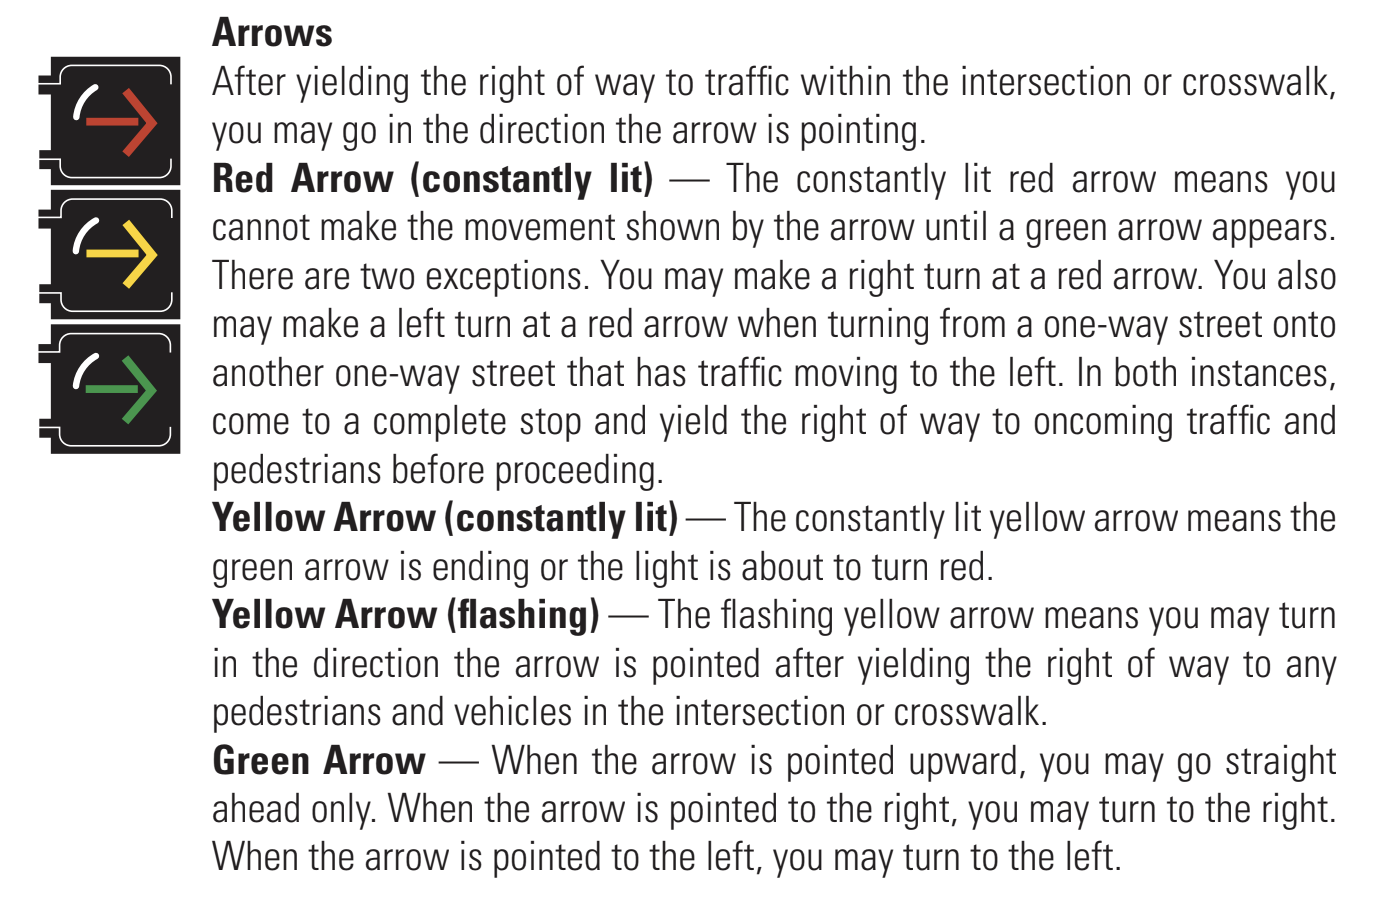 Arrows
After yielding the right of way to traffic within the intersection or crosswalk,
you may go in the direction the arrow is pointing.
Red Arrow (constantly lit) — The constantly lit red arrow means you
cannot make the movement shown by the arrow until a green arrow appears.
There are two exceptions. You may make a right turn at a red arrow. You also
may make a left turn at a red arrow when turning from a one-way street onto
another one-way street that has traffic moving to the left. In both instances,
come to a complete stop and yield the right of way to oncoming traffic and
pedestrians before proceeding.
Yellow Arrow (constantly lit) — The constantly lit yellow arrow means the
green arrow is ending or the light is about to turn red.
Yellow Arrow (flashing) — The flashing yellow arrow means you may turn
in the direction the arrow is pointed after yielding the right of way to any
pedestrians and vehicles in the intersection or crosswalk.
Green Arrow — When the arrow is pointed upward, you may go straight
ahead only. When the arrow is pointed to the right, you may turn to the right.
When the arrow is pointed to the left, you may turn to the left.